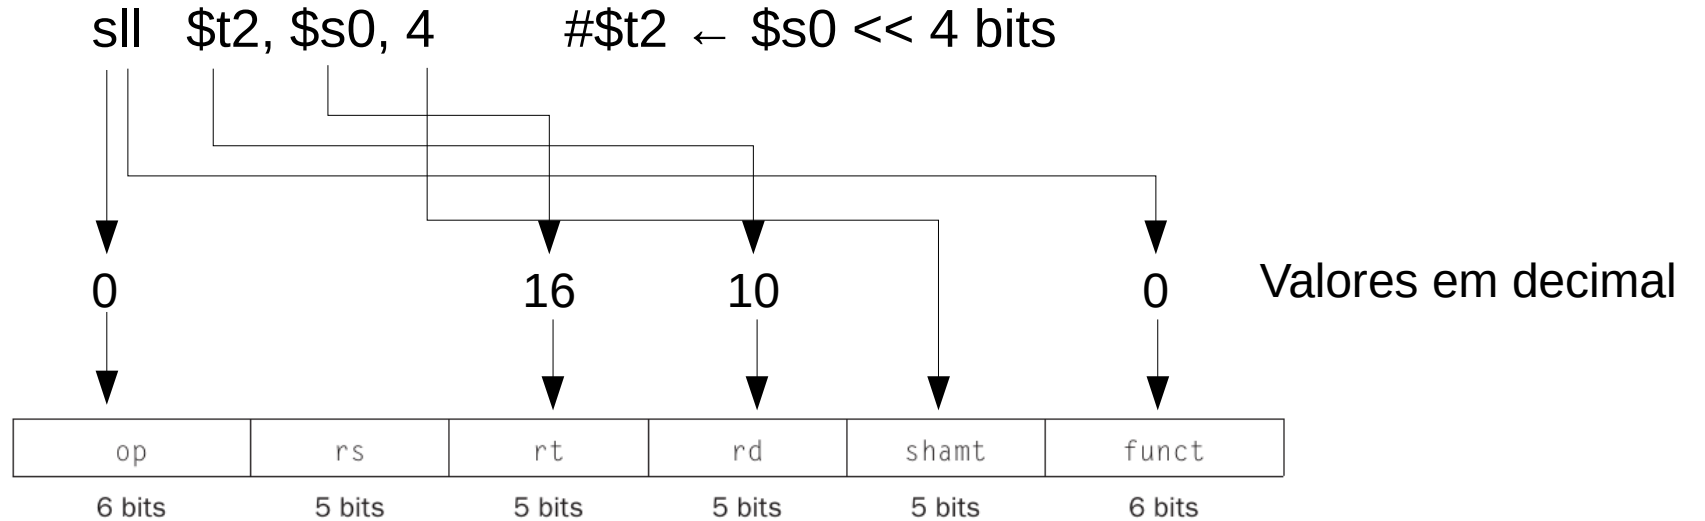 sll $t2, $s0, 4 #$t2 ← $s0 << 4 bits
0 16 10 0 Valores em decimal
op rs rt rd shamt funct
6 bits 5 bits 5 bits 5 bits 5 bits 6 bits